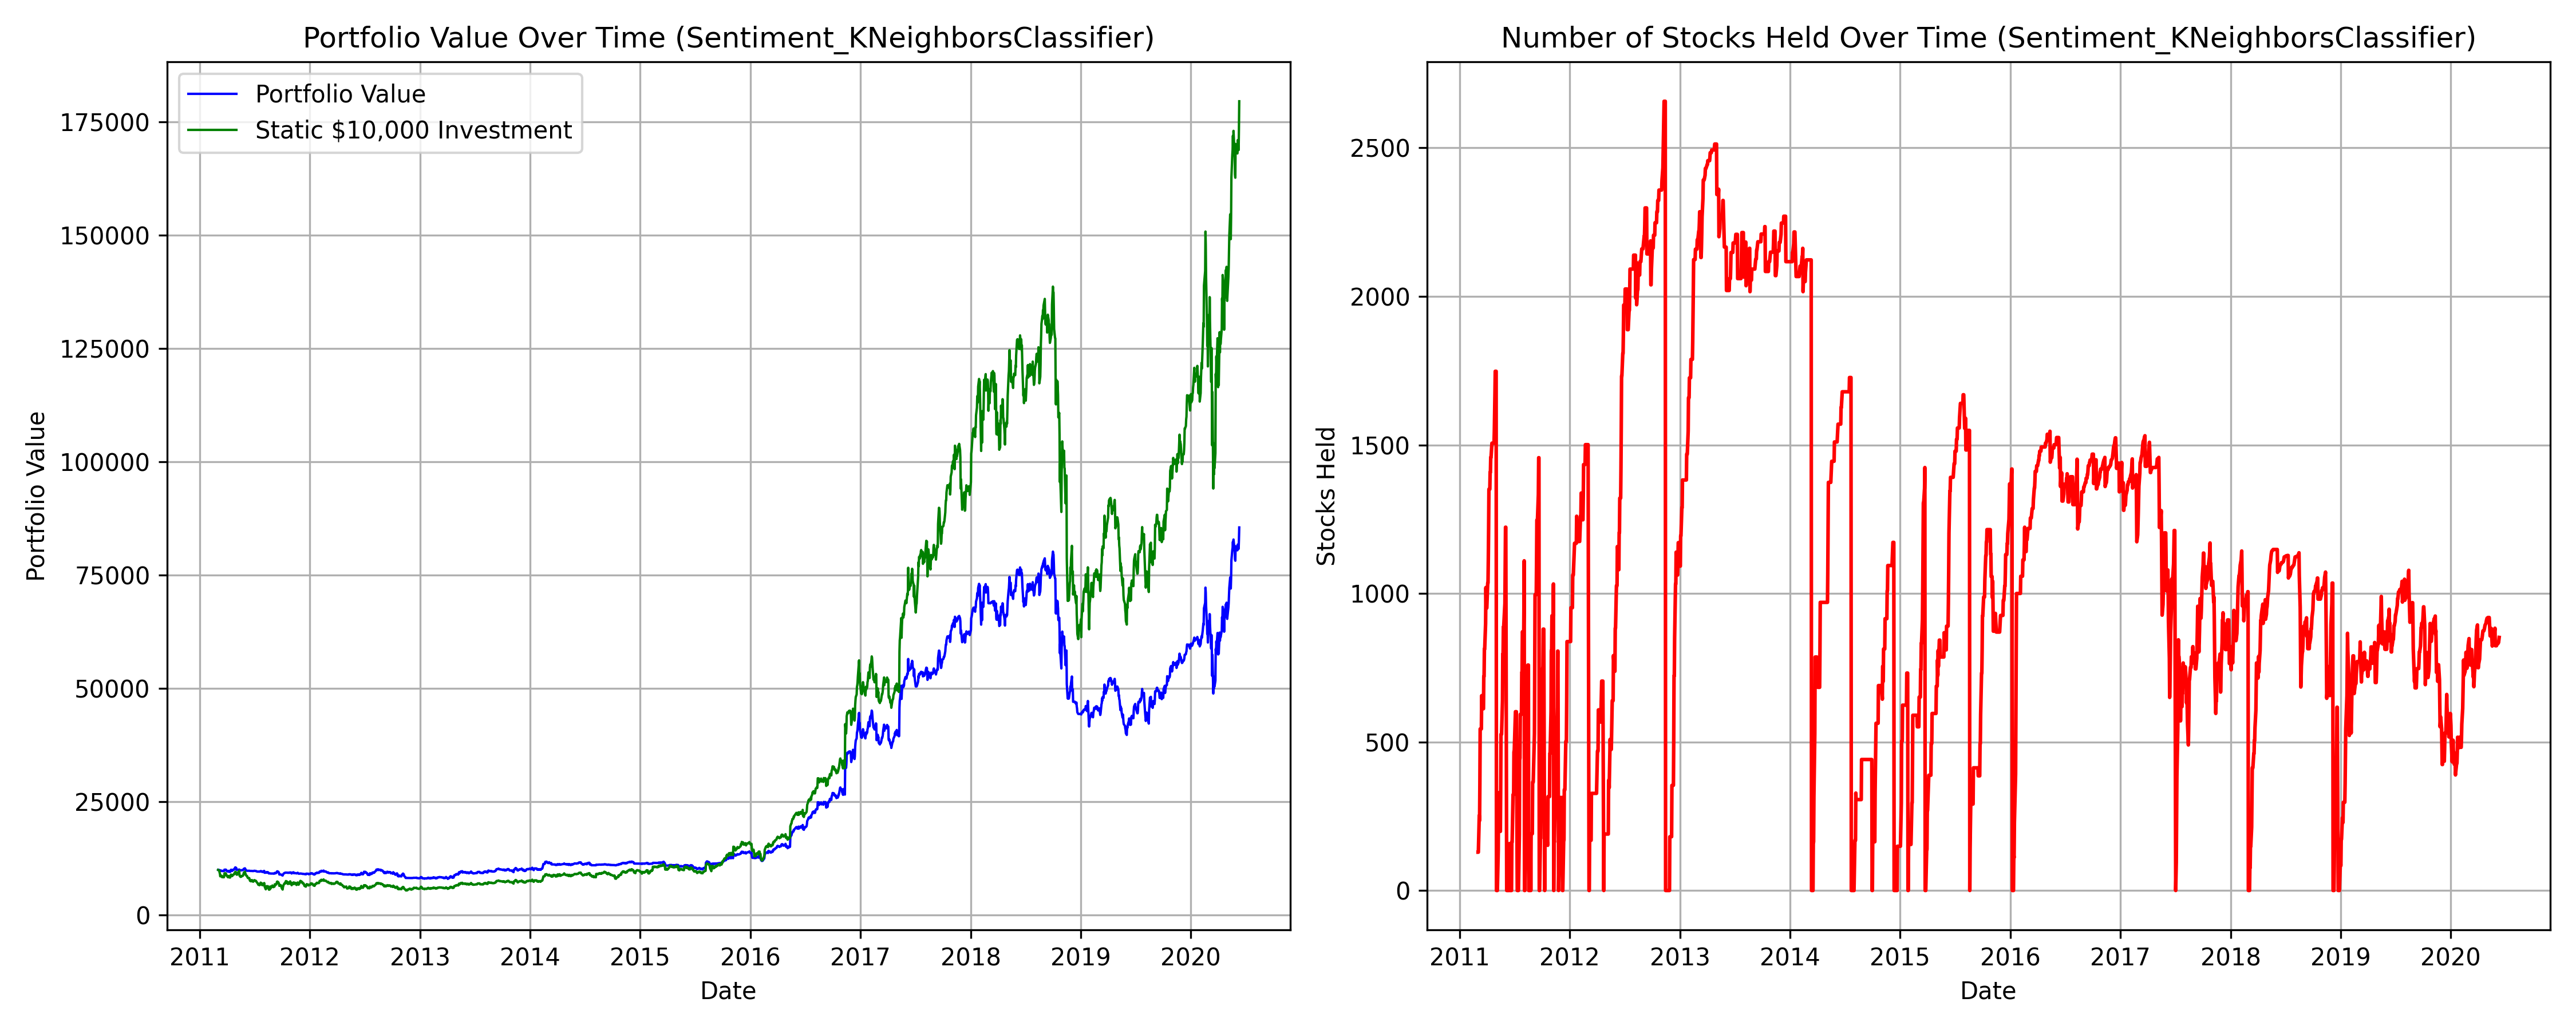 Portfolio Value Over Time (Sentiment_KNeighborsClassifier)
Portfolio Value
Static $10,000 Investment
175000
150000
125000
100000
75000
50000
25000
0
Portfolio Value
2011 2012 2013 2014 2015 2016 2017 2018 2019 2020
Date
Number of Stocks Held Over Time (Sentiment_KNeighborsClassifier)
2500
2000
1500
1000
500
0
Stocks Held
2011 2012 2013 2014 2015 2016 2017 2018 2019 2020
Date